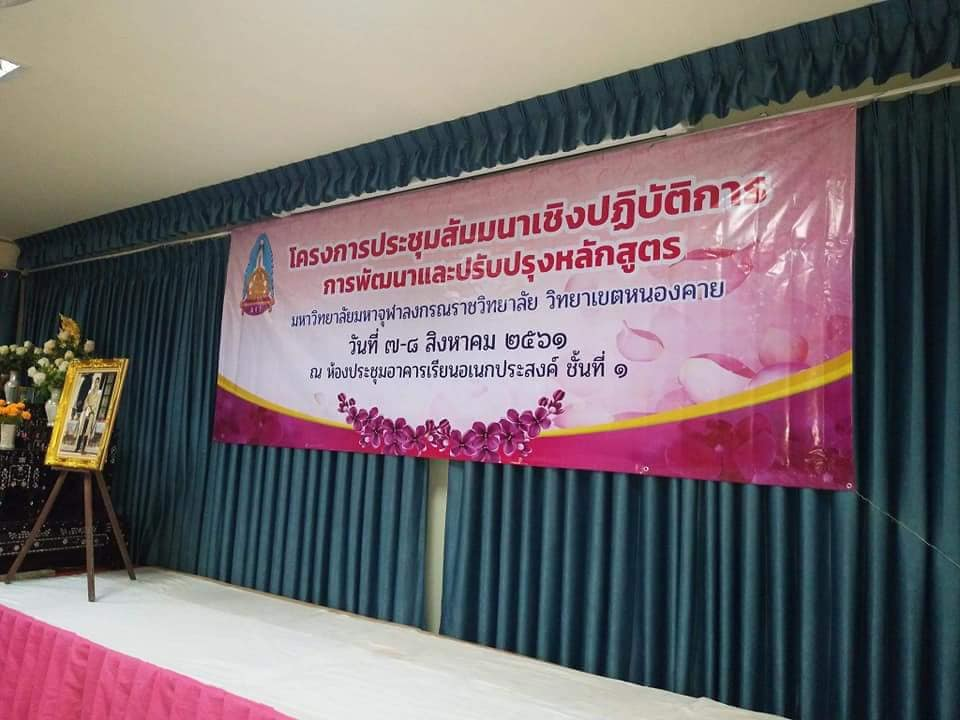 โครงการประชุมสัมมนาเชิงปฏิบัติการ
การพัฒนาและปรับปรุงหลักสูตร
มหาวิทยาลัยมหาจุฬาลงกรณราชวิทยาลัย วิทยาเขตหนองคาย
วันที่ ๗-๘ สิงหาคม ๒๕๖๑
ณ ห้องประชุมอาคารเรียนอเนกประสงค์ ชั้นที่ ๑